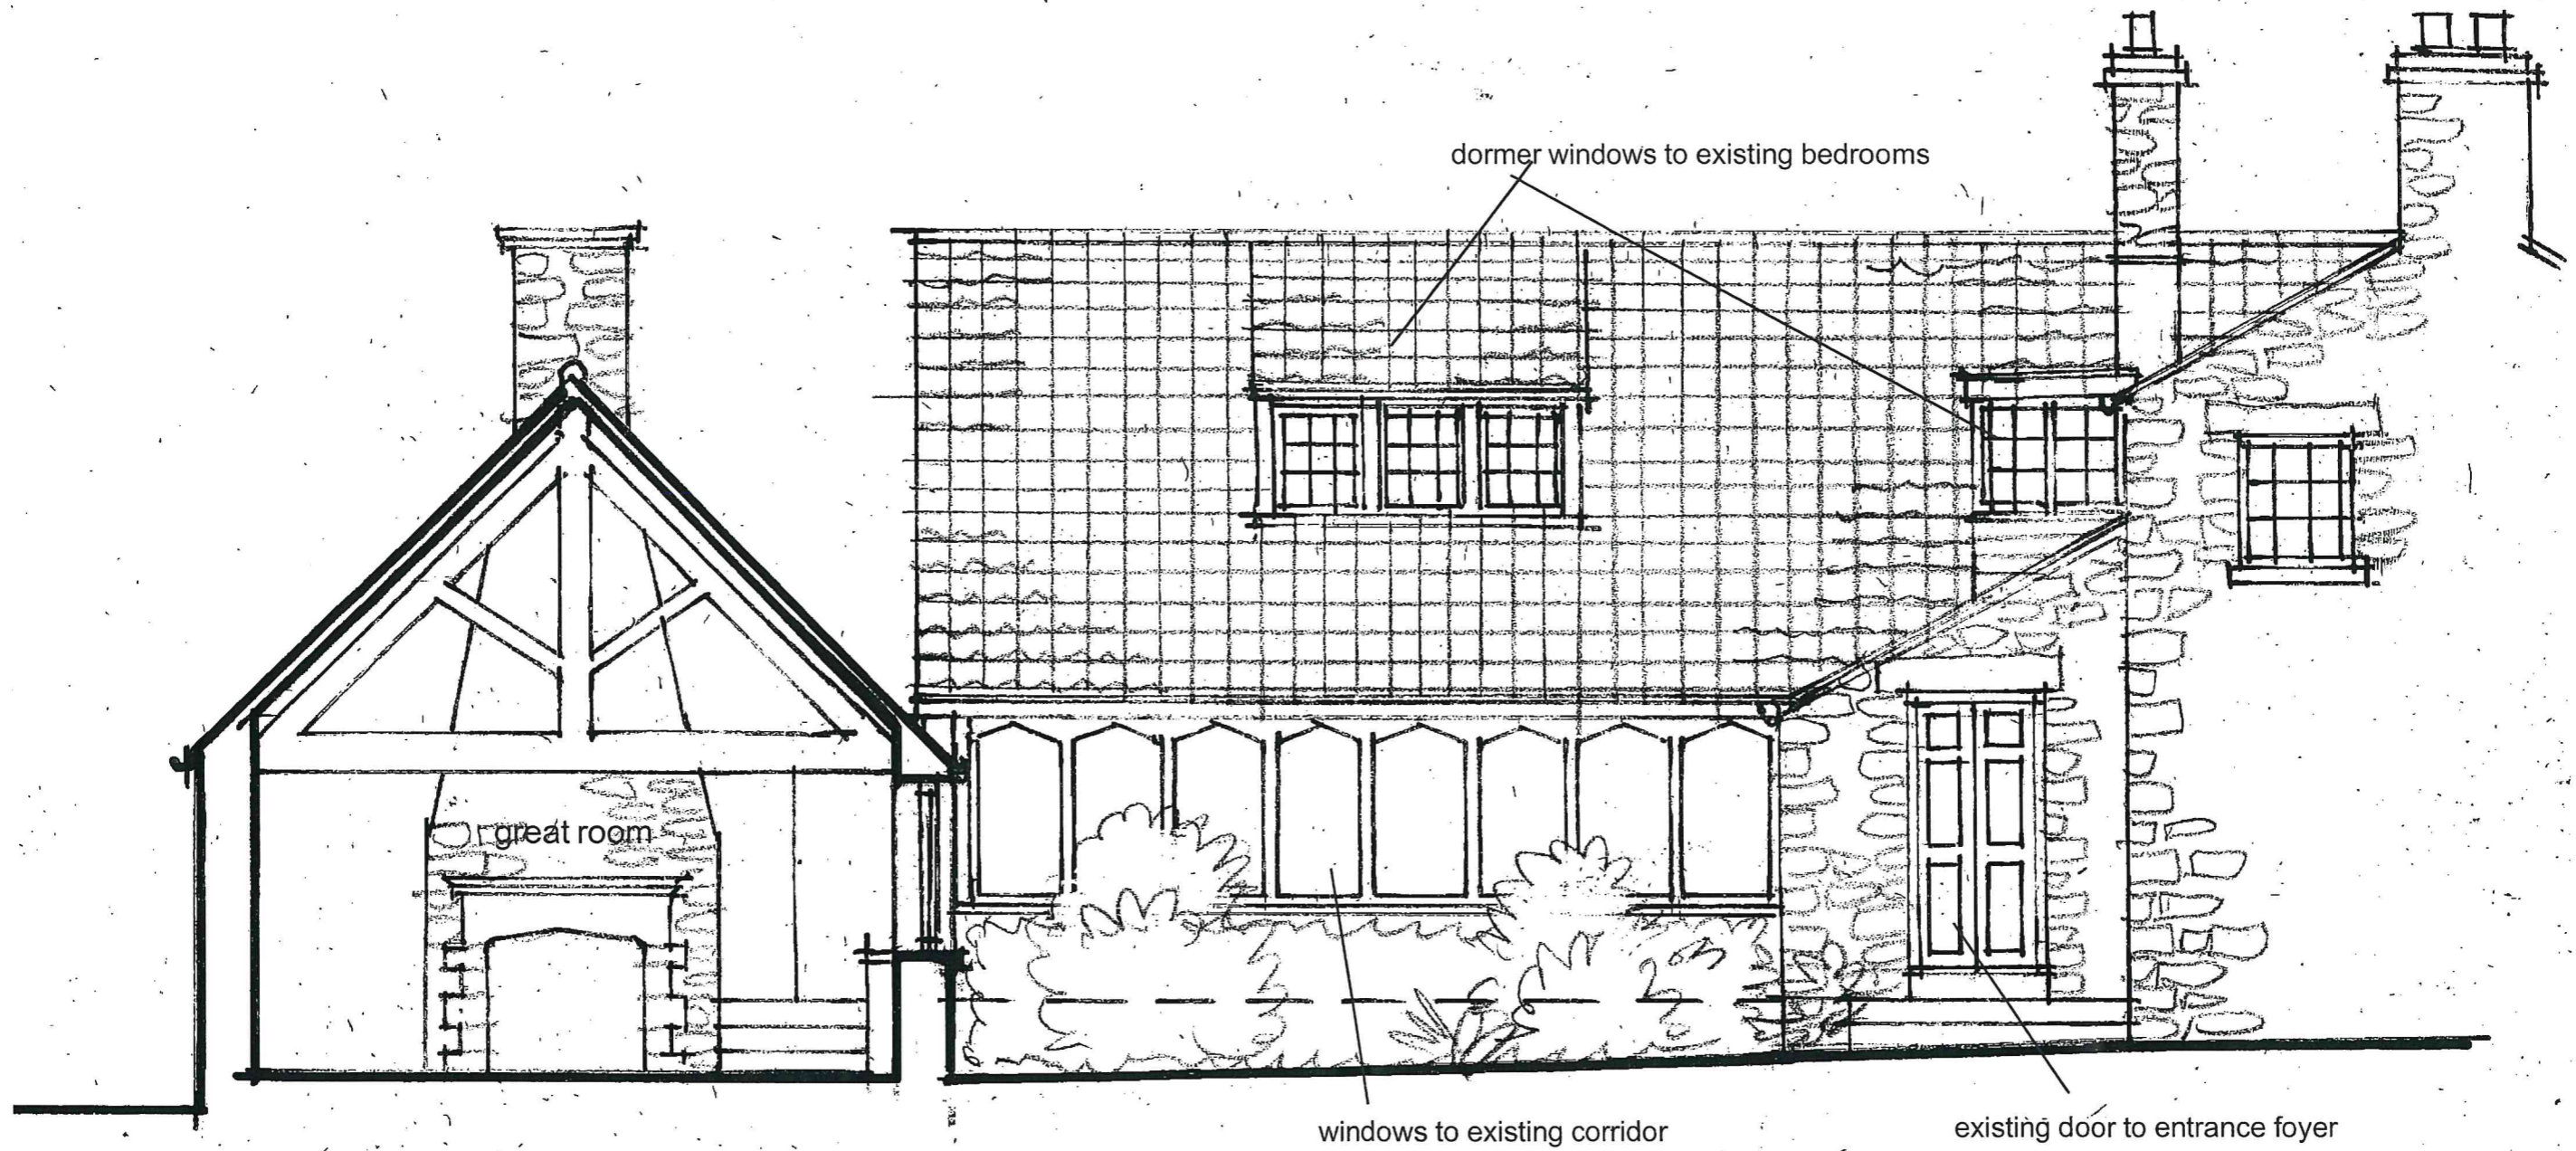 dormer windows to existing bedrooms
great room
windows to existing corridor
existing door to entrance foyer